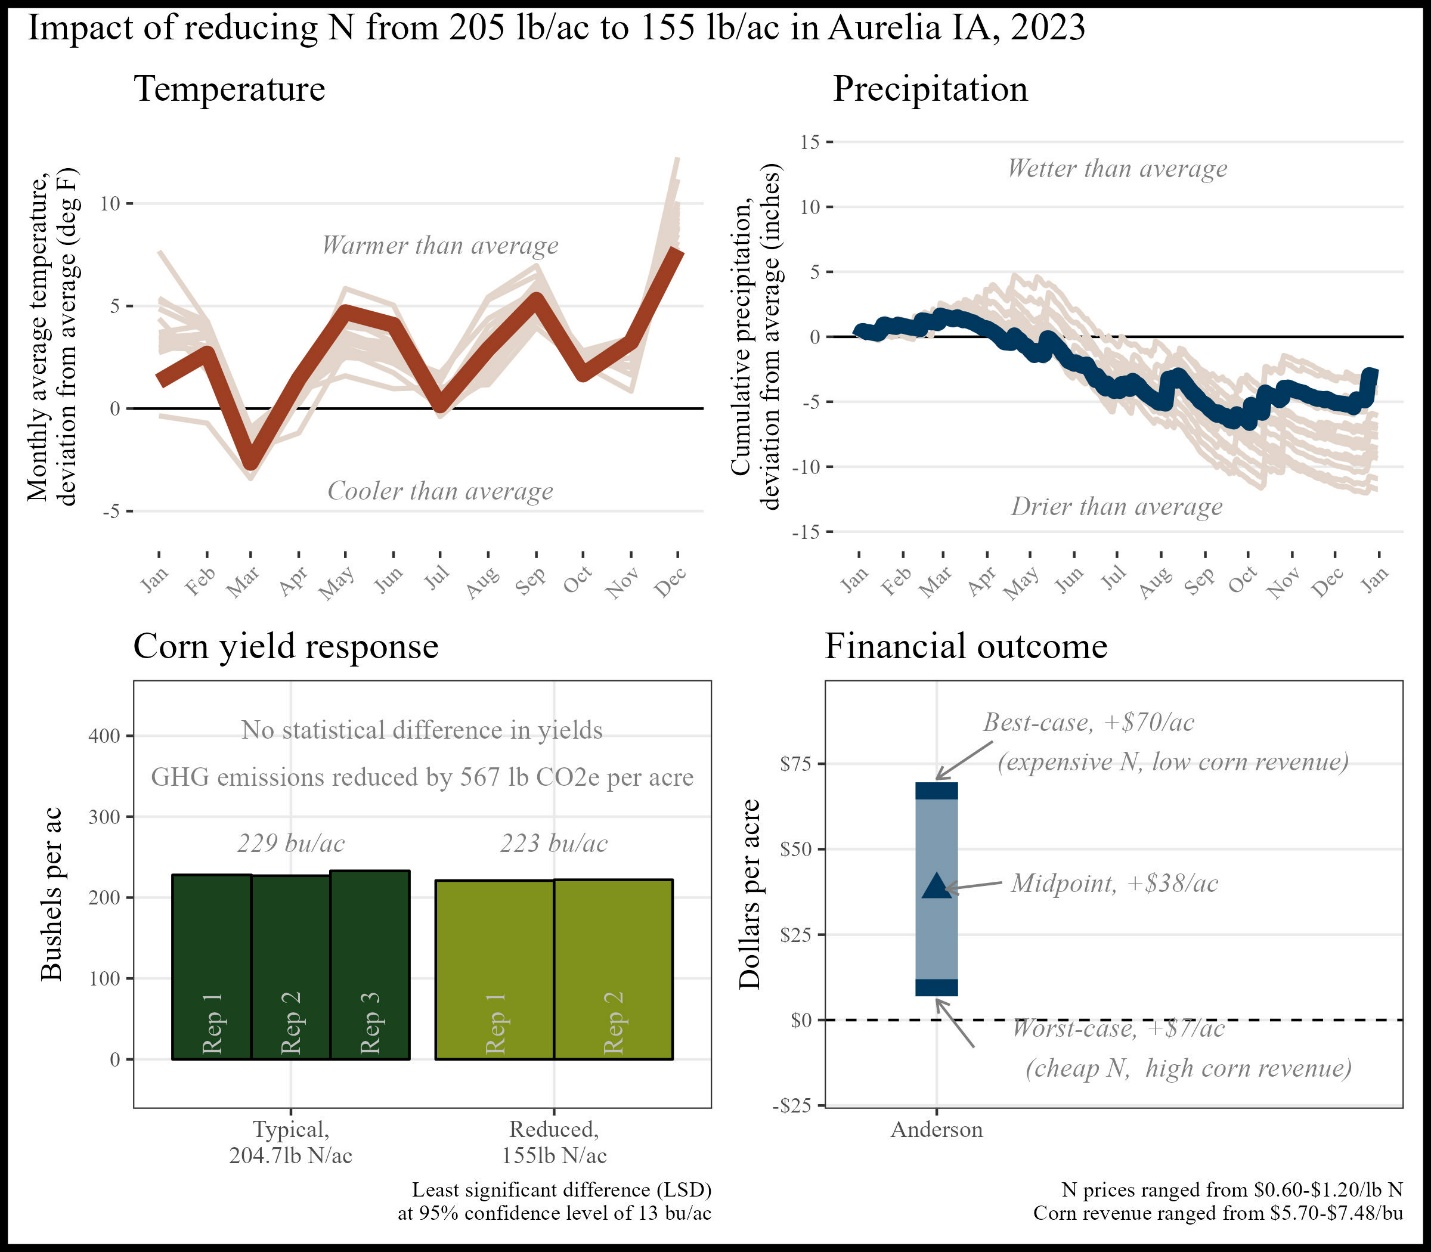 Impact of reducing N from 205 lb/ac to 155 lb/ac in Aurelia IA, 2023
Temperature
Monthly average temperature,
deviation from average (deg F)
10
5
0
-5
Warmer than average
Cooler than average
Jan
Feb
Mar
Apr
May
Jun
Jul
Aug
Sep
Oct
Nov
Dec
Precipitation
Cumulative precipitation,
deviation from average (inches)
15
10
5
0
-5
-10
-15
Wetter than average
Drier than average
Jan
Feb
Mar
Apr
May
Jun
Jul
Aug
Sep
Oct
Nov
Dec
Jan
Corn yield response
Bushels per ac
400
300
200
100
0
No statistical difference in yields
GHG emissions reduced by 567 lb CO2e per acre
229 bu/ac
223 bu/ac
Rep 1
Rep 2
Rep 3
Rep 1
Rep 2
Typical,
204.7lb N/ac
Reduced,
155lb N/ac
Least significant difference (LSD)
at 95% confidence level of 13 bu/ac
Financial outcome
Dollars per acre
$75
$50
$25
$0
-$25
Best-case, +$70/ac
(expensive N, low corn revenue)
Midpoint, +$38/ac
Worst-case, +$7/ac
(cheap N, high corn revenue)
Anderson
N prices ranged from $0.60-$1.20/lb N
Corn revenue ranged from $5.70-$7.48/bu